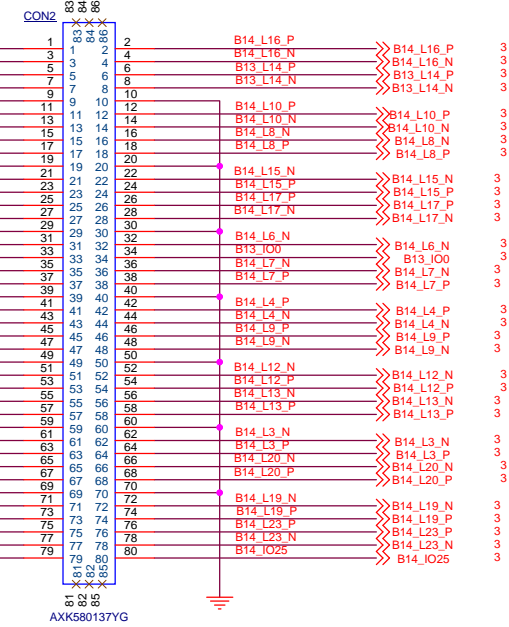 83 84 86
CON2
83 84 86
1 1 2 2 B14_L16_P B14_L16_P 3
3 3 4 4 B14_L16_N B14_L16_N 3
5 5 6 6 B13_L14_P B13_L14_P 3
7 7 8 8 B13_L14_N B13_L14_N 3
9 9 10 10
11 11 12 12 B14_L10_P B14_L10_P 3
13 13 14 14 B14_L10_N B14_L10_N 3
15 15 16 16 B14_L8_N B14_L8_N 3
17 17 18 18 B14_L8_P B14_L8_P 3
19 19 20 20
21 21 22 22 B14_L15_N B14_L15_N 3
23 23 24 24 B14_L15_P B14_L15_P 3
25 25 26 26 B14_L17_P B14_L17_P 3
27 27 28 28 B14_L17_N B14_L17_N 3
29 29 30 30
31 31 32 32 B14_L6_N B14_L6_N 3
33 33 34 34 B13_IO0 B13_IO0 3
35 35 36 36 B14_L7_N B14_L7_N 3
37 37 38 38 B14_L7_P B14_L7_P 3
39 39 40 40
41 41 42 42 B14_L4_P B14_L4_P 3
43 43 44 44 B14_L4_N B14_L4_N 3
45 45 46 46 B14_L9_P B14_L9_P 3
47 47 48 48 B14_L9_N B14_L9_N 3
49 49 50 50
51 51 52 52 B14_L12_N B14_L12_N 3
53 53 54 54 B14_L12_P B14_L12_P 3
55 55 56 56 B14_L13_N B14_L13_N 3
57 57 58 58 B14_L13_P B14_L13_P 3
59 59 60 60
61 61 62 62 B14_L3_N B14_L3_N 3
63 63 64 64 B14_L3_P B14_L3_P 3
65 65 66 66 B14_L20_N B14_L20_N 3
67 67 68 68 B14_L20_P B14_L20_P 3
69 69 70 70
71 71 72 72 B14_L19_N B14_L19_N 3
73 73 74 74 B14_L19_P B14_L19_P 3
75 75 76 76 B14_L23_P B14_L23_P 3
77 77 78 78 B14_L23_N B14_L23_N 3
79 79 80 80 B14_IO25 B14_IO25 3
81 82 85
81 82 85
AXK580137YG